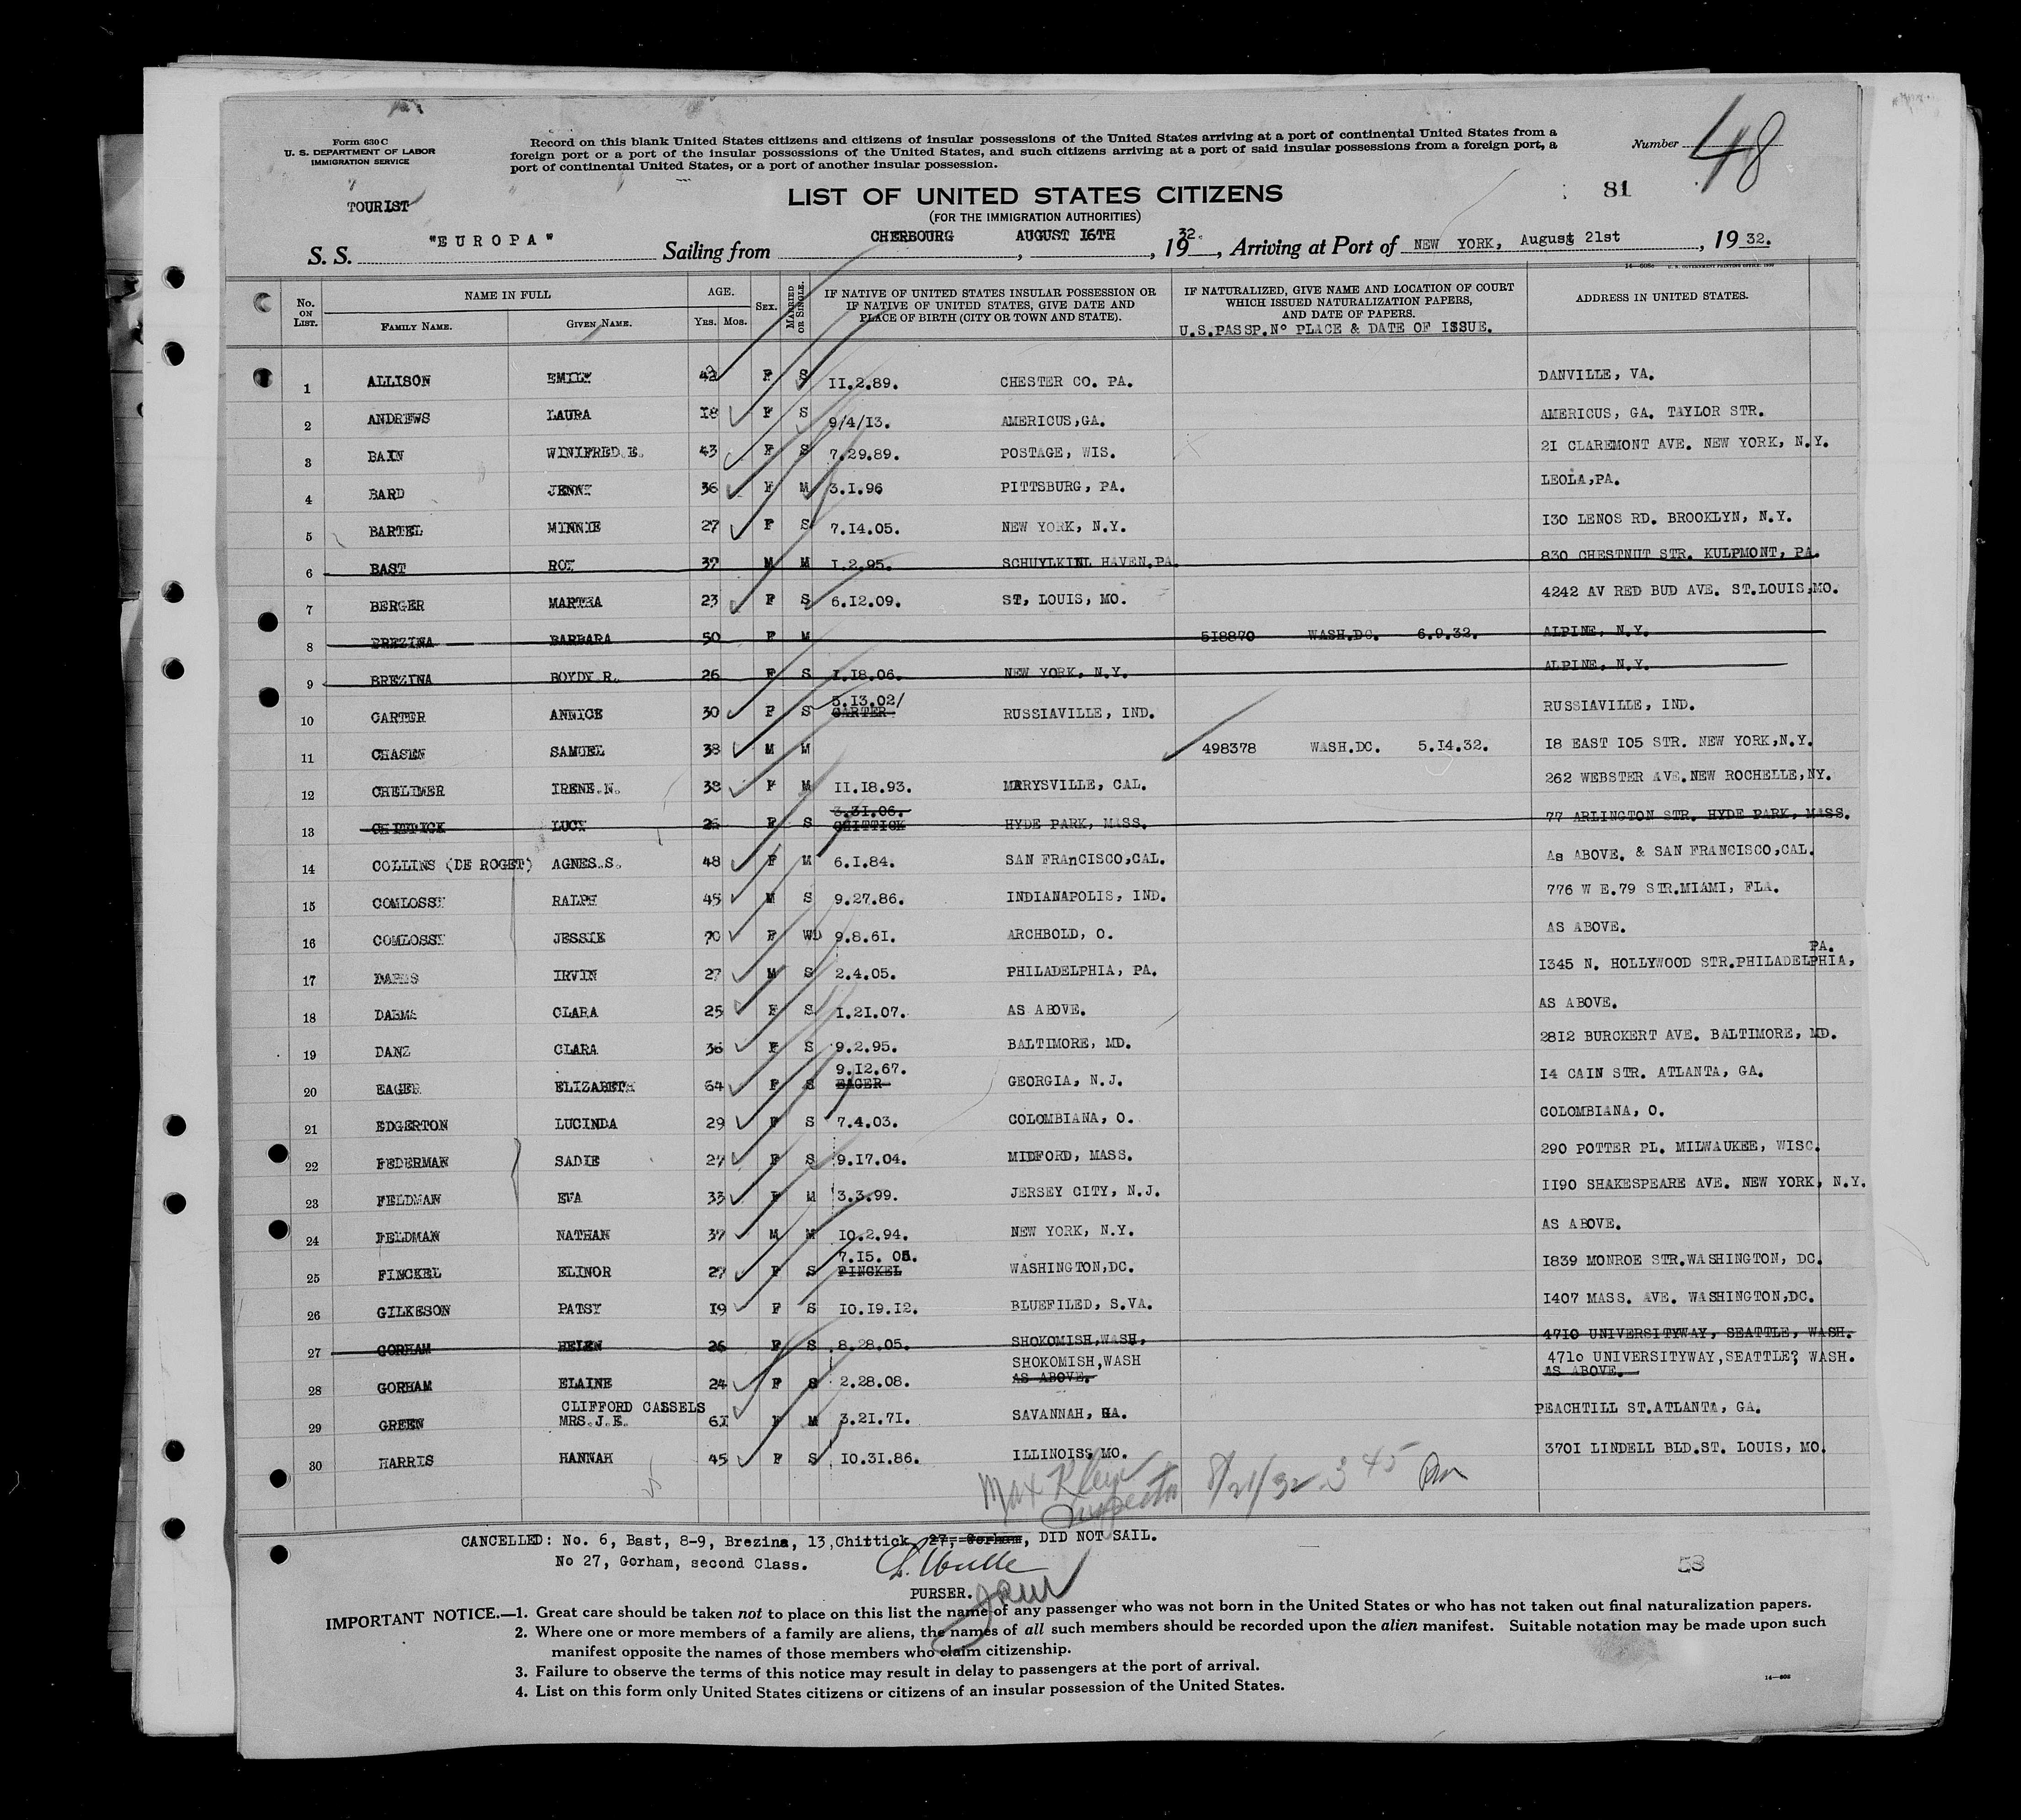 Form 630 C
U. S. DEPARTMENT OF LABOR
IMMIGRATION SERVICE
Record on this blank United States citizens and citizens of insular possessions of the United States arriving at a port of continental United States from a
foreign port or a port of the insular possessions of the United States, and such citizens arriving at a port of said insular possessions from a foreign port, a
port of continental United States, or a port of another insular possession.
Number 48
TOURIST
81
LIST OF UNITED STATES CITIZENS
(FOR THE IMMIGRATION AUTHORITIES)
S. S. "EUROPA" Sailing from CHERBOURG, AUGUST 16TH, 1932., Arriving at Port of NEW YORK, August 21st, 1932.
No. ON LIST. NAME IN FULL FAMILY NAME. GIVEN NAME. AGE. YRS. MOS. SEX. MARRIED OR SINGLE. IF NATIVE OF UNITED STATES INSULAR POSSESSION OR IF NATIVE OF UNITED STATES, GIVE DATE AND PLACE OF BIRTH (CITY OR TOWN AND STATE). IF NATURALIZED, GIVE NAME AND LOCATION OF COURT WHICH ISSUED NATURALIZATION PAPERS, AND DATE OF PAPERS. U.S.PASSP.Nº PLACE & DATE OF ISSUE. ADDRESS IN UNITED STATES.
1 ALLISON EMILY 42 F S 11.2.89. CHESTER CO. PA. DANVILLE, VA.
2 ANDREWS LAURA 18 F S 9/4/13. AMERICUS,GA. AMERICUS, GA. TAYLOR STR.
3 BAIN WINIFRED.E. 43 F S 7.29.89. POSTAGE, WIS. 21 CLAREMONT AVE. NEW YORK, N.Y.
4 BARD JENNY 36 F M 3.1.96 PITTSBURG, PA. LEOLA,PA.
5 BARTEL MINNIE 27 F S 7.14.05. NEW YORK, N.Y. 130 LENOS RD. BROOKLYN, N.Y.
6 BAST ROY 37 M M 1.2.95. SCHUYLKINL HAVEN,PA. 830 CHESTNUT STR. KULPMONT, PA.
7 BERGER MARTHA 23 F S 6.12.09. ST, LOUIS, MO. 4242 AV RED BUD AVE. ST.LOUIS,MO.
8 BREZINA BARBARA 50 F M 518870 WASH.DC. 6.9.32. ALPINE, N.Y.
9 BREZINA BOYDY R. 26 F S 1.18.06. NEW YORK, N.Y. ALPINE, N.Y.
10 CARTER ANNICE 30 F S 5.13.02/ CARTER RUSSIAVILLE, IND. RUSSIAVILLE, IND.
11 CHASEN SAMUEL 38 M M 498378 WASH.DC. 5.14.32. 18 EAST 105 STR. NEW YORK,N.Y.
12 CHELIMER IRENE.N. 38 F M 11.18.93. MARYSVILLE, CAL. 262 WEBSTER AVE.NEW ROCHELLE,NY.
13 CHITTICK LUCY 26 F S 3.31.06. CHITTICK HYDE PARK, MASS. 77 ARLINGTON STR. HYDE PARK, MASS.
14 COLLINS (DE ROGET) AGNES.S. 48 F M 6.1.84. SAN FRAnCISCO,CAL. As ABOVE. & SAN FRANCISCO,CAL.
15 COMLOSSY RALPH 45 M S 9.27.86. INDIANAPOLIS, IND. 776 W E.79 STR.MIAMI, FLA.
16 COMLOSSY JESSIE 70 F WD 9.8.61. ARCHBOLD, O. AS ABOVE.
17 IRVIN 27 M S 2.4.05. PHILADELPHIA, PA. 1345 N. HOLLYWOOD STR.PHILADELPHIA, PA.
18 CLARA 25 F S 1.21.07. AS ABOVE. AS ABOVE.
19 DANZ CLARA 36 F S 9.2.95. BALTIMORE, MD. 2812 BURCKERT AVE. BALTIMORE, MD.
20 EAGER ELIZABETH 64 F S 9.12.67. EAGER GEORGIA, N.J. 14 CAIN STR. ATLANTA, GA.
21 EDGERTON LUCINDA 29 F S 7.4.03. COLOMBIANA, O. COLOMBIANA, O.
22 FEDERMAN SADIE 27 F S 9.17.04. MIDFORD, MASS. 290 POTTER PL. MILWAUKEE, WISC.
23 FELDMAN EVA 33 F M 3.3.99. JERSEY CITY, N.J. 1190 SHAKESPEARE AVE. NEW YORK, N.Y.
24 FELDMAN NATHAN 37 M M 10.2.94. NEW YORK, N.Y. AS ABOVE.
25 FINCKEL ELINOR 27 F S 7.15. 05. FINCKEL WASHINGTON,DC. 1839 MONROE STR.WASHINGTON, DC.
26 GILKESON PATSY 19 F S 10.19.12. BLUEFILED, S.VA. 1407 MASS. AVE. WASHINGTON,DC.
27 GORHAM HELEN 26 F S 8.28.05. SHOKOMISH,WASH, 4710 UNIVERSITYWAY, SEATTLE, WASH.
28 GORHAM ELAINE 24 F S 2.28.08. SHOKOMISH,WASH AS ABOVE. 471o UNIVERSITYWAY,SEATTLE?, WASH. AS ABOVE.
29 GREEN CLIFFORD CASSELS MRS.J.E. 61 F M 3.21.71. SAVANNAH, GA. PEACHTILL ST.ATLANTA, GA.
30 HARRIS HANNAH 45 F S 10.31.86. ILLINOIS, MO. 3701 LINDELL BLD.ST. LOUIS, MO.
Max Klein 8/21/32 3 45 Pm
Inspector
CANCELLED: No. 6, Bast, 8-9, Brezina, 13,Chittick, 27, Gorham, DID NOT SAIL.
No 27, Gorham, second Class.
53
PURSER.
IMPORTANT NOTICE.—1. Great care should be taken not to place on this list the name of any passenger who was not born in the United States or who has not taken out final naturalization papers.
2. Where one or more members of a family are aliens, the names of all such members should be recorded upon the alien manifest. Suitable notation may be made upon such
manifest opposite the names of those members who claim citizenship.
3. Failure to observe the terms of this notice may result in delay to passengers at the port of arrival.
4. List on this form only United States citizens or citizens of an insular possession of the United States.